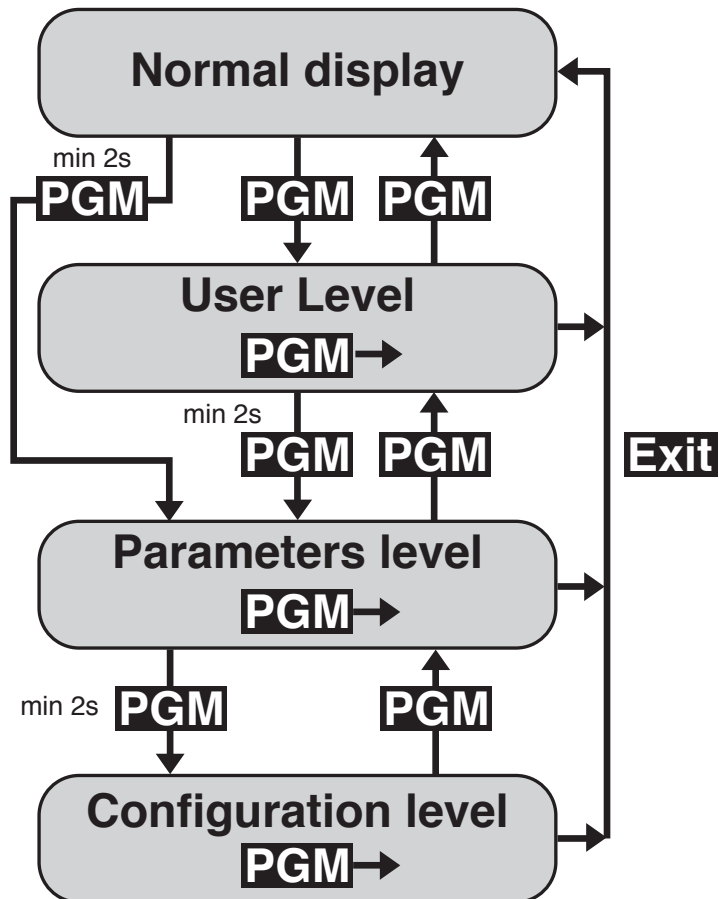 Normal display
min 2s
PGM
PGM PGM
User Level
PGM
min 2s
PGM PGM
Exit
Parameters level
PGM
min 2s PGM
PGM
Configuration level
PGM